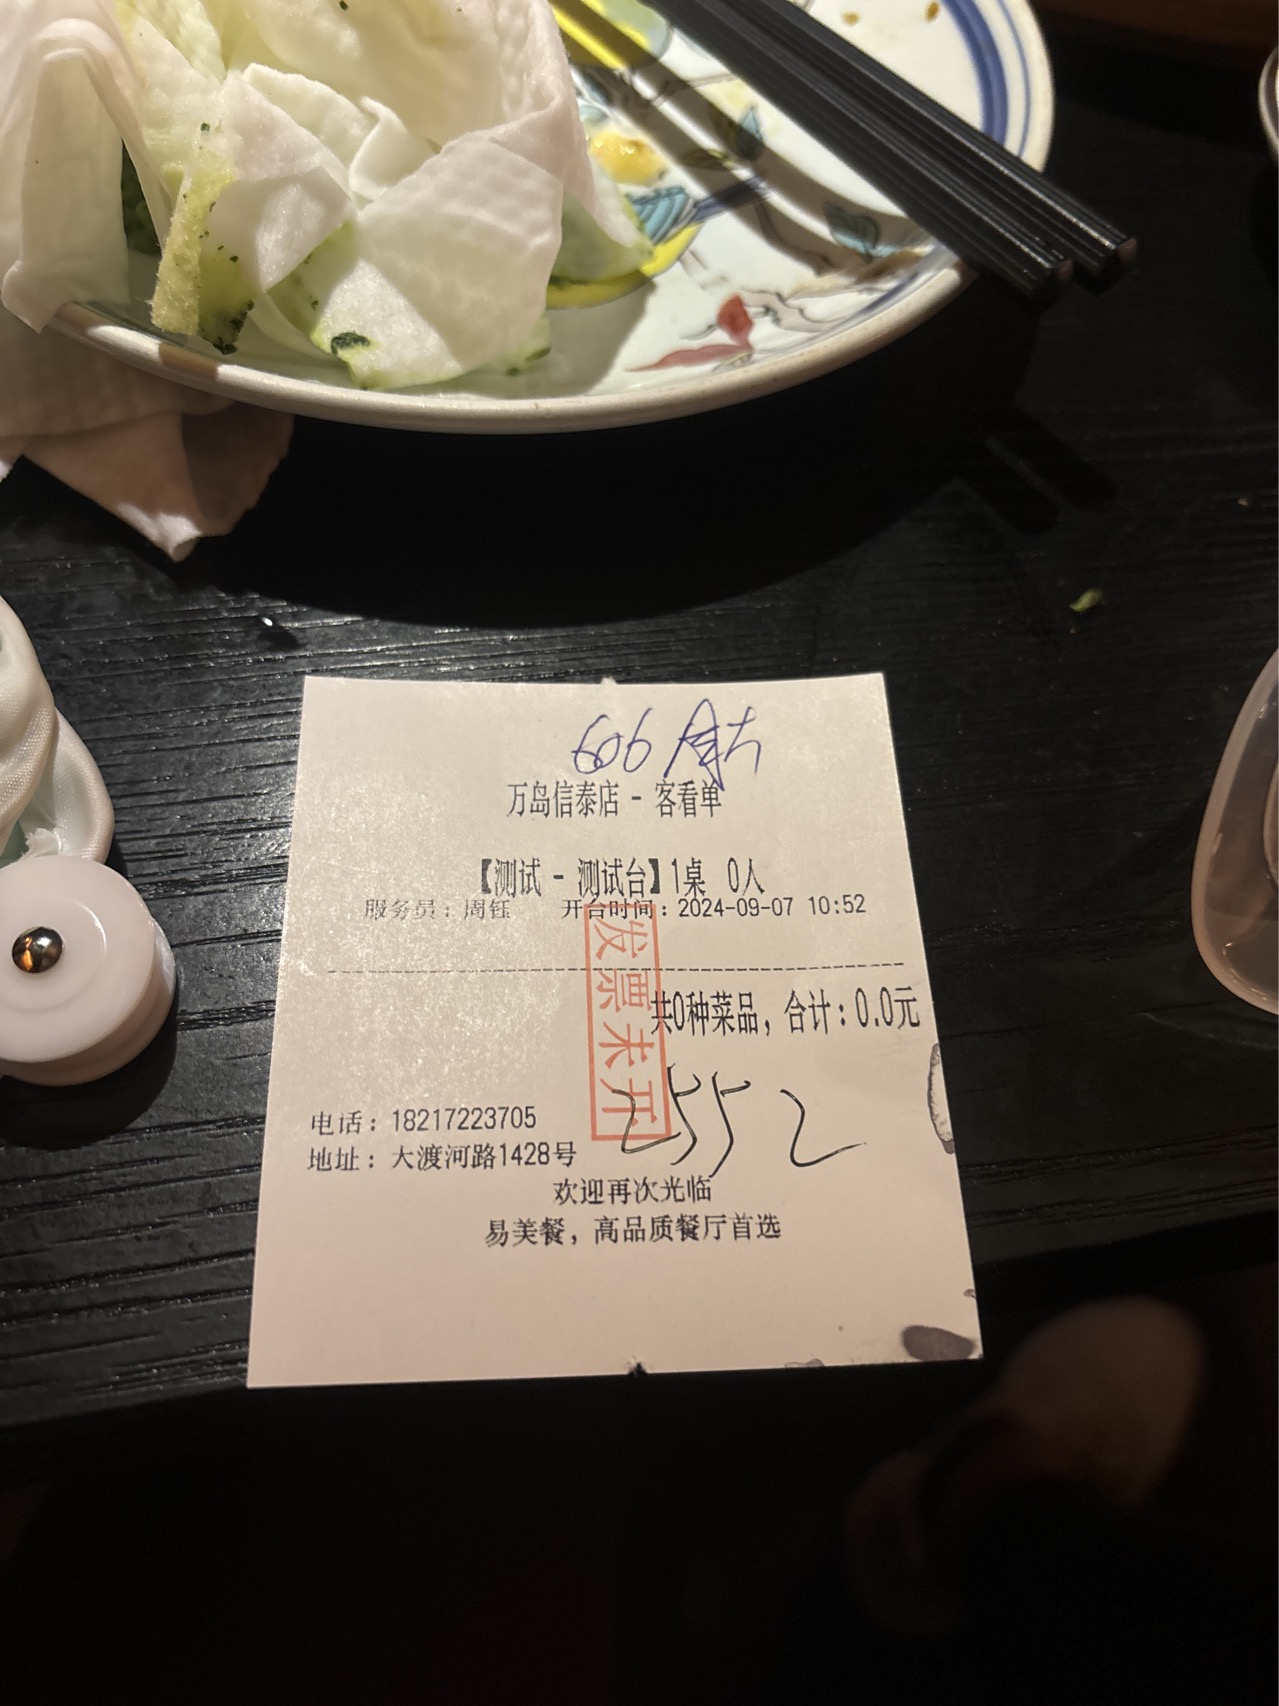 606
万岛信泰店 - 客看单
【测试 - 测试台】1桌 0人
服务员：周钰 开台时间：2024-09-07 10:52
发票未开
共0种菜品，合计：0.0元
2552
电话：18217223705
地址：大渡河路1428号
欢迎再次光临
易美餐，高品质餐厅首选